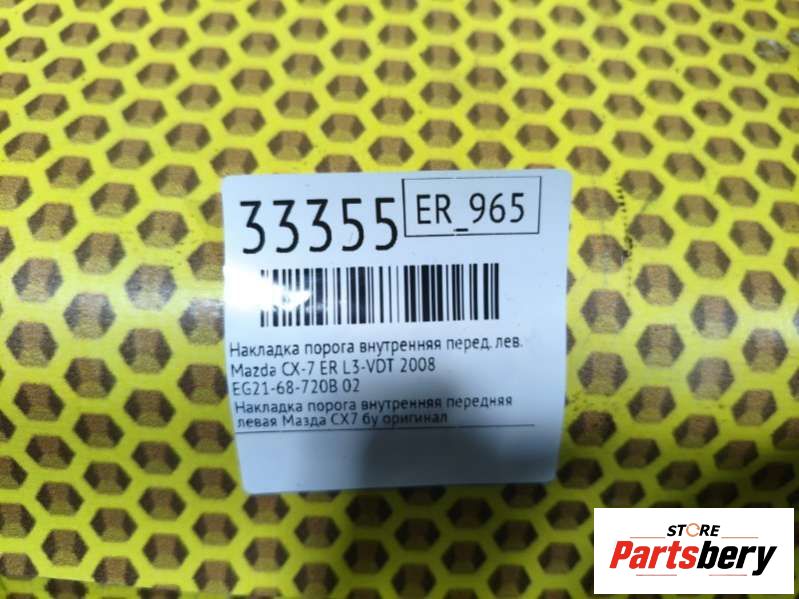 33355
ER_965
Накладка порога внутренняя перед. лев.
Mazda CX-7 ER L3-VDT 2008
EG21-68-720B 02
Накладка порога внутренняя передняя
левая Мазда СХ7 бу оригинал
STORE
Partsbery